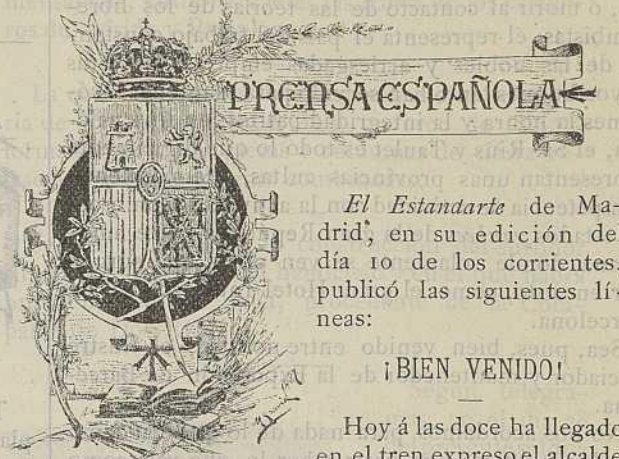 PRENSA ESPAÑOLA
El Estandarte de Ma-
drid, en su edición del
día 10 de los corrientes,
publicó las siguientes lí-
neas:
¡BIEN VENIDO!
Hoy á las doce ha llegado
en el tren expreso el alcalde